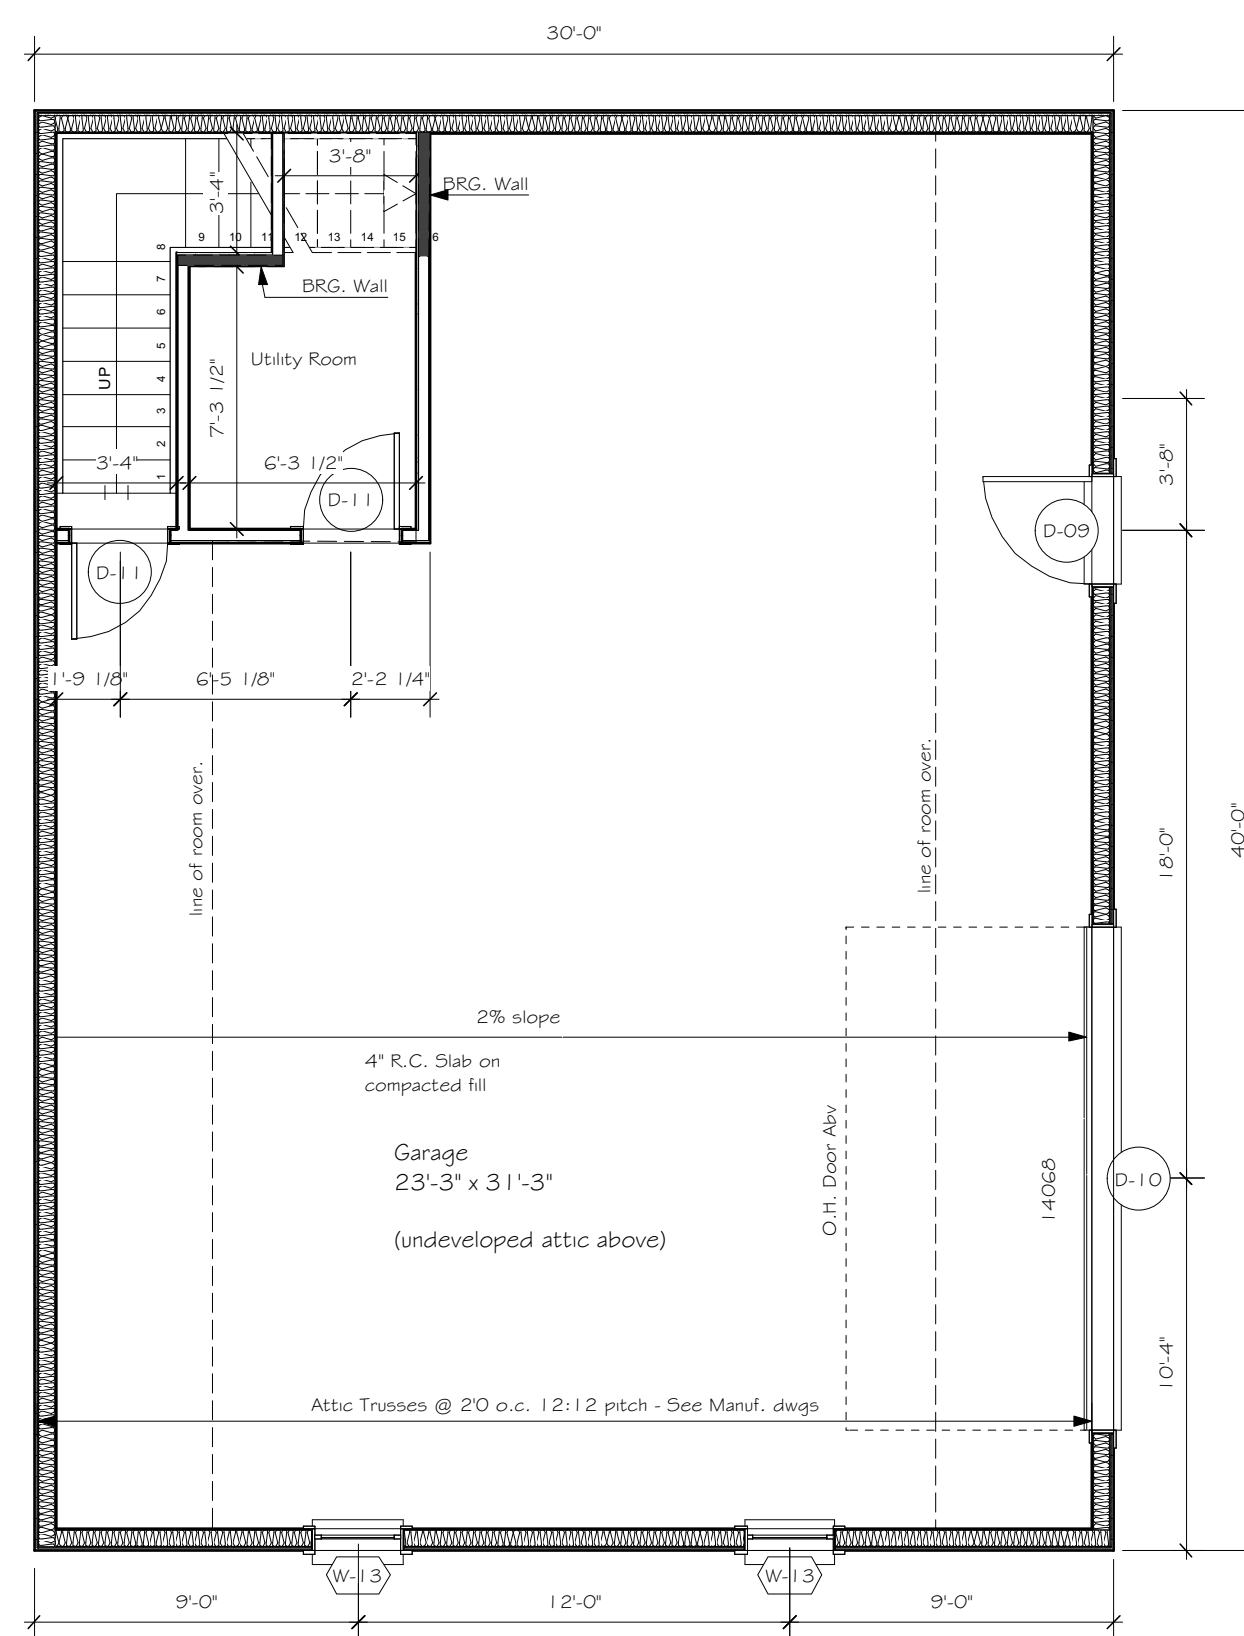 30'-0"
3'-8"
BRG. Wall
3'-4"
9 10 11 12 13 14 15 6
8
BRG. Wall
7
6
5
4
3
2
1
UP
Utility Room
7'-3 1/2"
3'-4"
6'-3 1/2"
D-11
D-11
3'-8"
D-09
1'-9 1/8"
6'-5 1/8"
2'-2 1/4"
line of room over.
line of room over.
18'-0"
40'-0"
2% slope
4" R.C. Slab on
compacted fill
Garage
23'-3" x 31'-3"
(undeveloped attic above)
O.H. Door Abv
14068
D-10
10'-4"
Attic Trusses @ 2'0 o.c. 12:12 pitch - See Manuf. dwgs
W-13
W-13
9'-0"
12'-0"
9'-0"